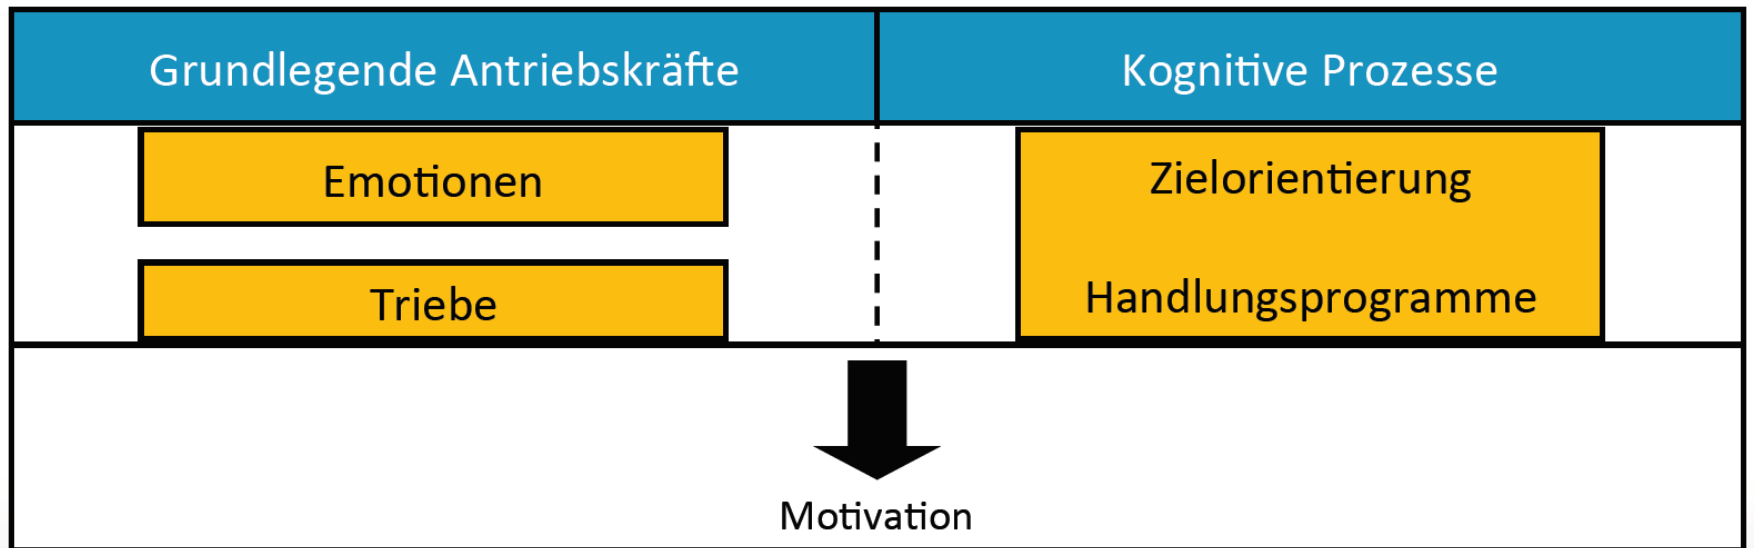 Grundlegende Antriebskräfte
Kognitive Prozesse
Emotionen
Triebe
Zielorientierung
Handlungsprogramme
Motivation